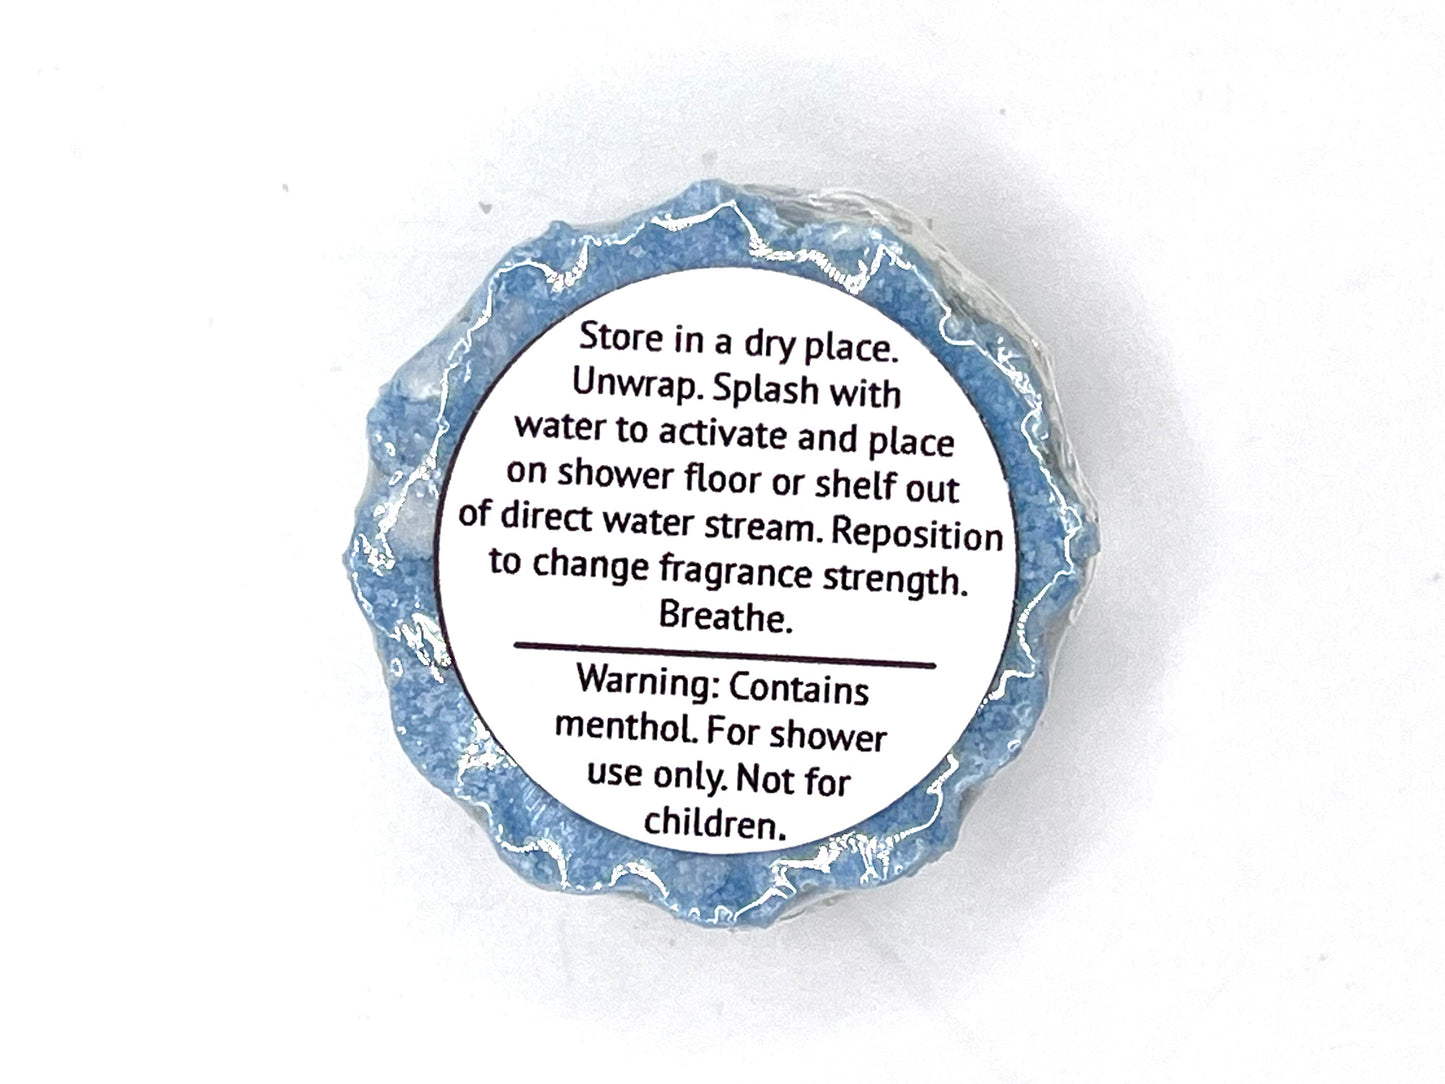 Store in a dry place.
Unwrap. Splash with
water to activate and place
on shower floor or shelf out
of direct water stream. Reposition
to change fragrance strength.
Breathe.
Warning: Contains
menthol. For shower
use only. Not for
children.